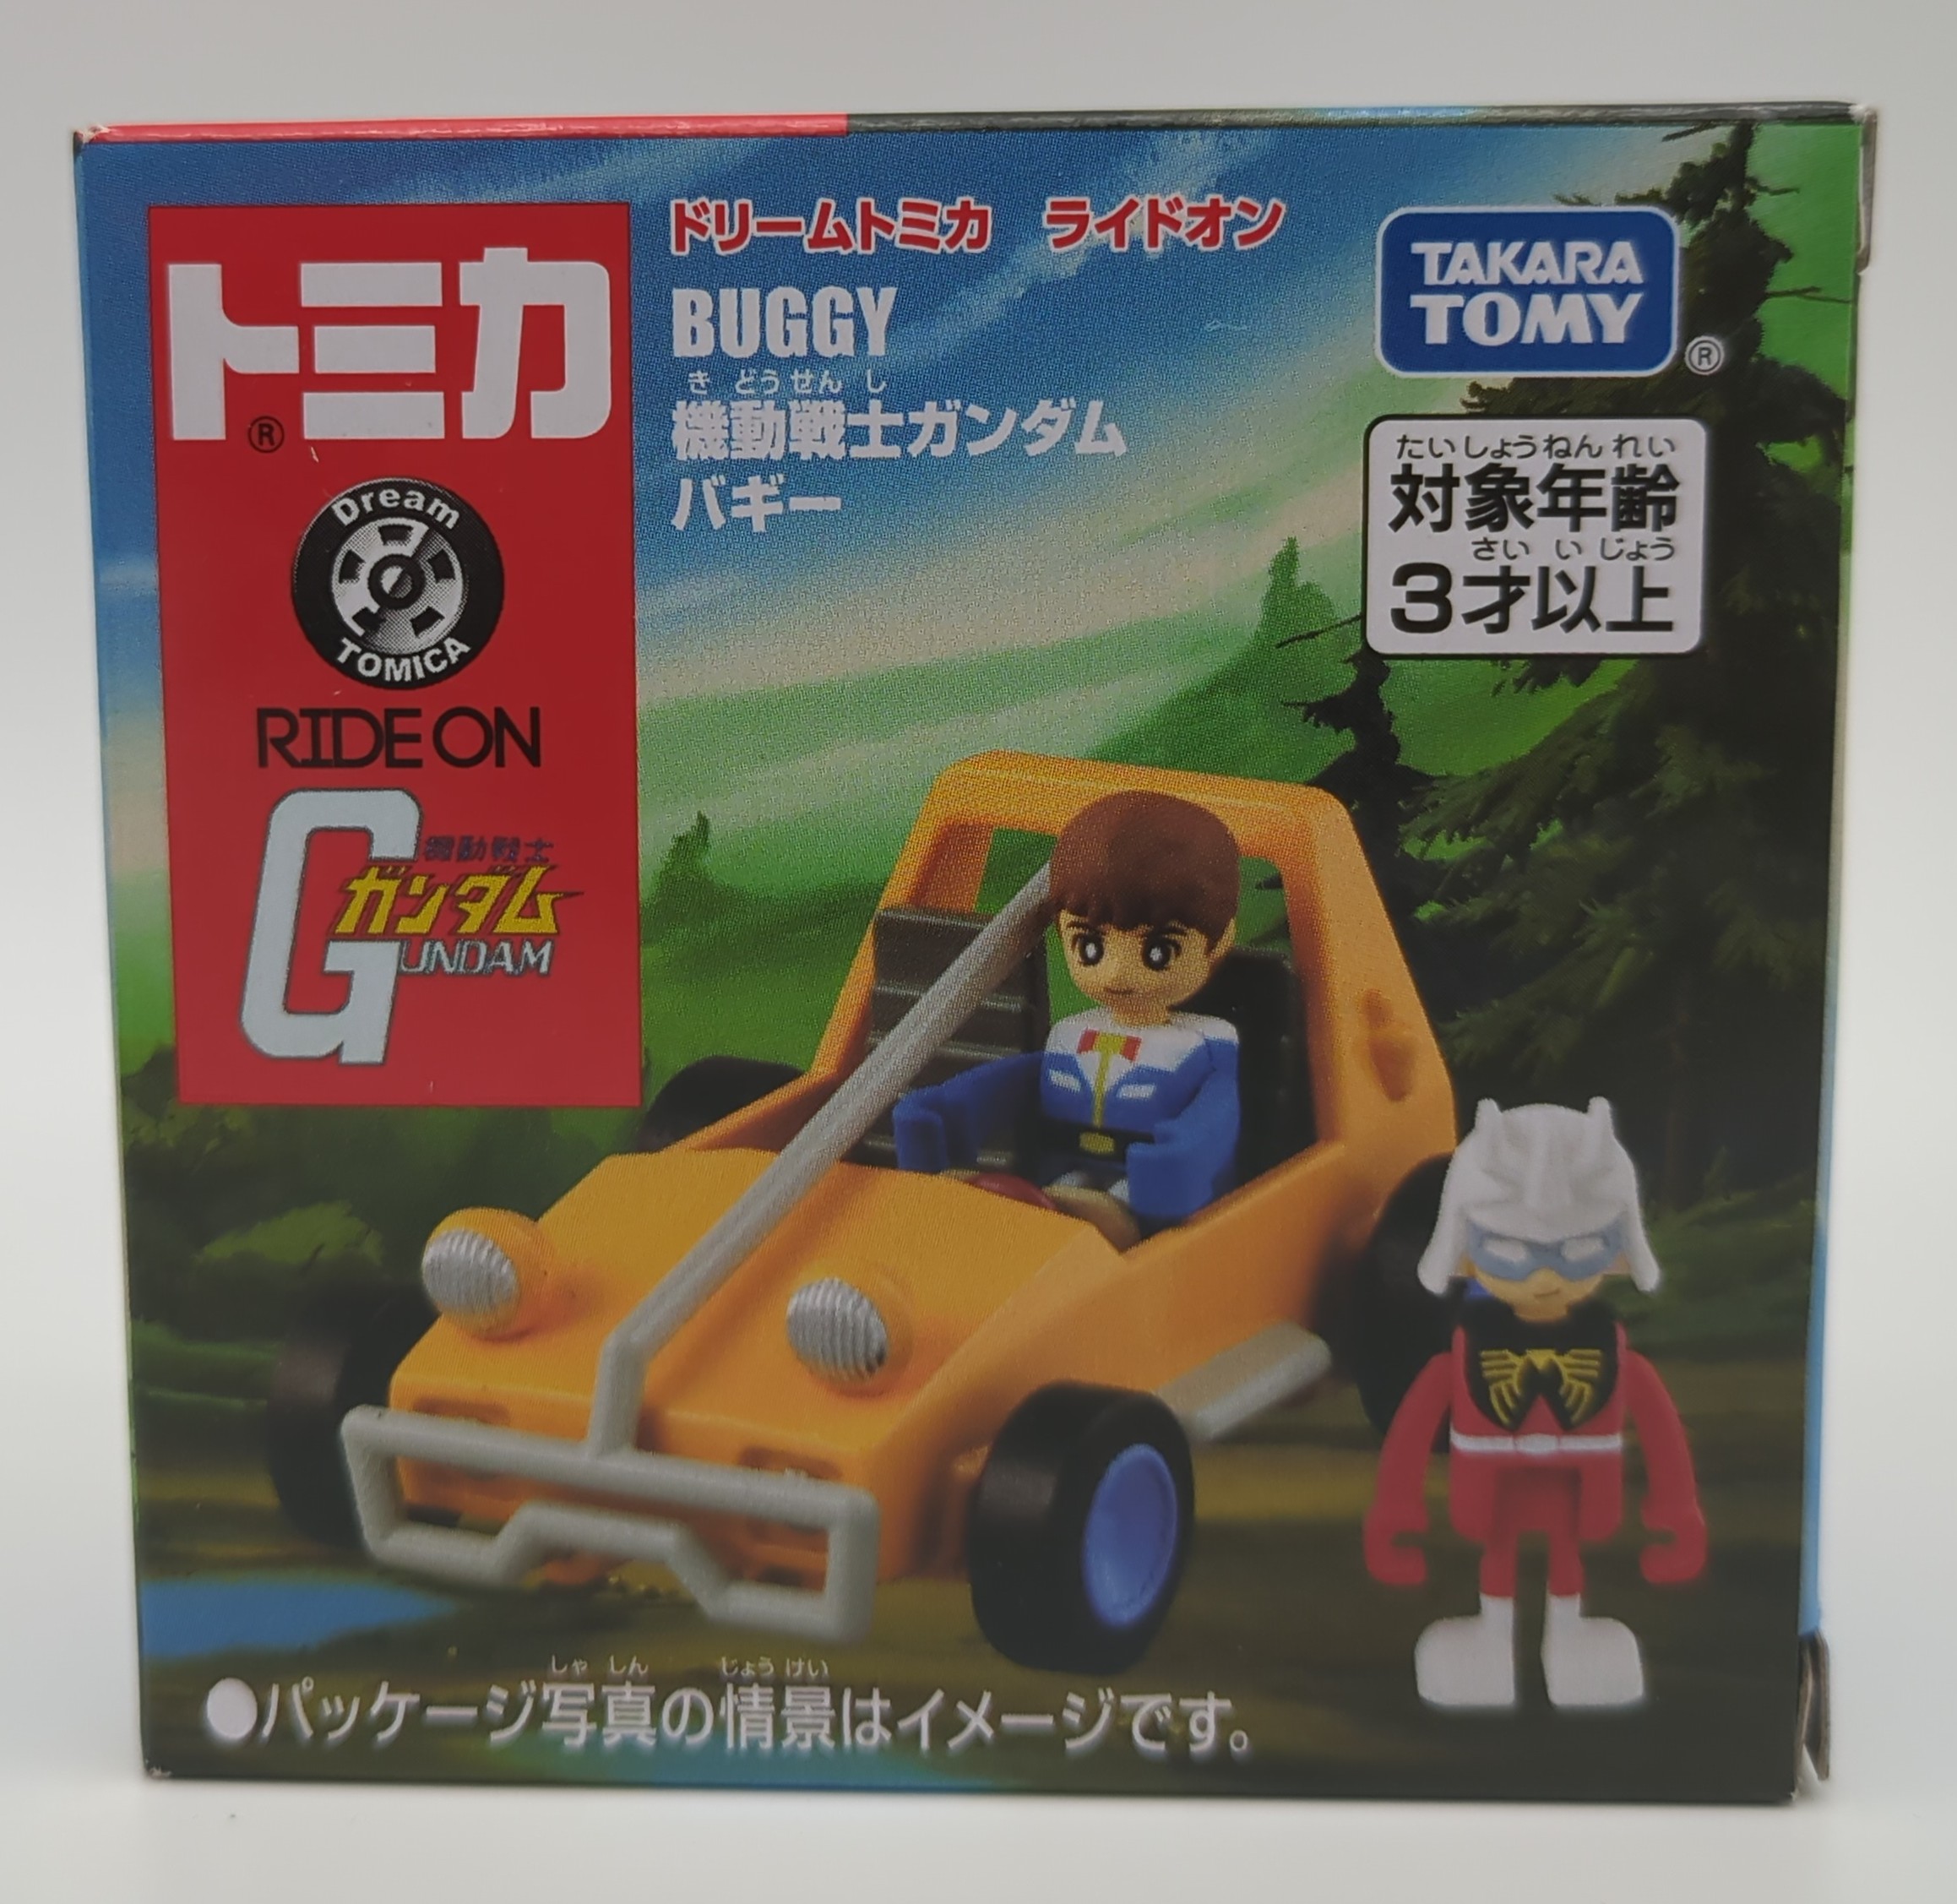 トミカ
®
Dream
TOMICA
RIDE ON
機動戦士
ガンダム
GUNDAM
ドリームトミカ ライドオン
BUGGY
きどうせんし
機動戦士ガンダム
バギー
TAKARA
TOMY
®
たいしょうねんれい
対象年齢
さいいじょう
3才以上
しゃしん じょうけい
●パッケージ写真の情景はイメージです。